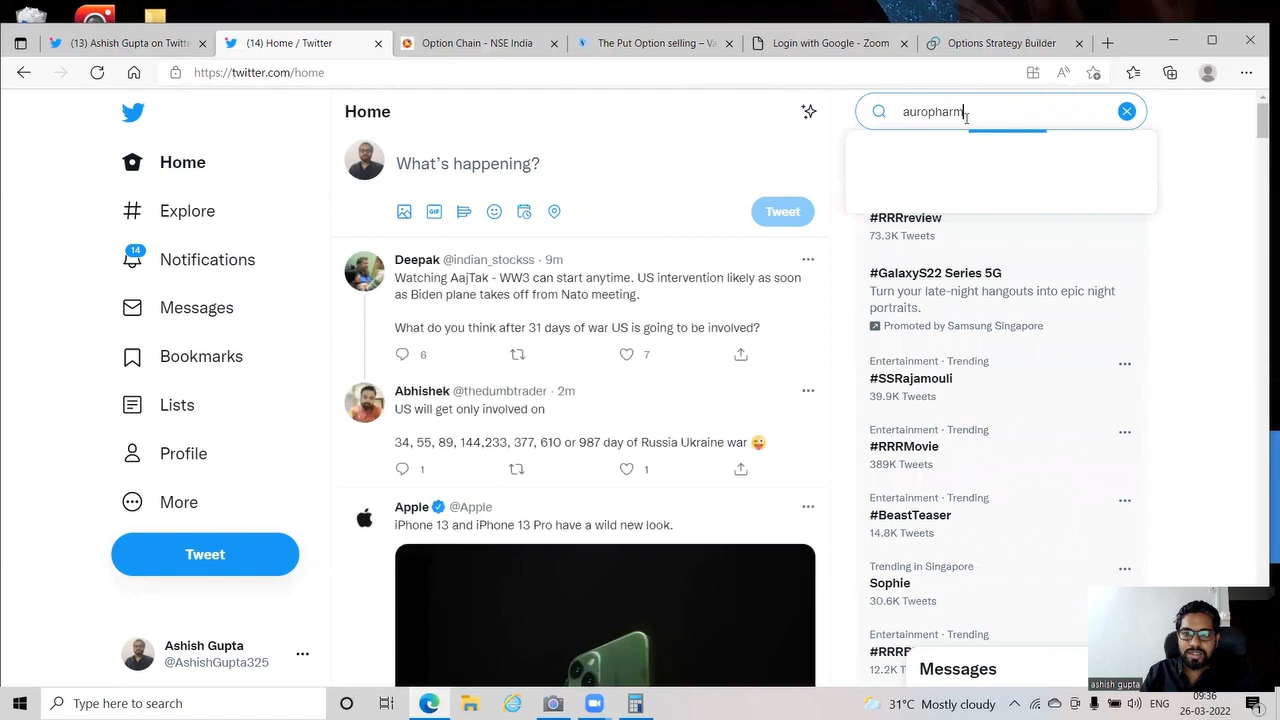 (13) Ashish Gupta on Twitt
(14) Home / Twitter
Option Chain - NSE India
The Put Option selling – Va
Login with Google - Zoom
Options Strategy Builder
https://twitter.com/home
Home
Explore
14
Notifications
Messages
Bookmarks
Lists
Profile
More
Tweet
Ashish Gupta
@AshishGupta325
Home
What's happening?
GIF
Tweet
Deepak @indian_stockss · 9m
Watching AajTak - WW3 can start anytime. US intervention likely as soon
as Biden plane takes off from Nato meeting.
What do you think after 31 days of war US is going to be involved?
6
7
Abhishek @thedumbtrader · 2m
US will get only involved on
34, 55, 89, 144,233, 377, 610 or 987 day of Russia Ukraine war 😜
1
1
Apple @Apple
iPhone 13 and iPhone 13 Pro have a wild new look.
auropharm
#RRRreview
73.3K Tweets
#GalaxyS22 Series 5G
Turn your late-night hangouts into epic night
portraits.
Promoted by Samsung Singapore
Entertainment · Trending
#SSRajamouli
39.9K Tweets
Entertainment · Trending
#RRRMovie
389K Tweets
Entertainment · Trending
#BeastTeaser
14.8K Tweets
Trending in Singapore
Sophie
30.6K Tweets
Entertainment · Trending
12.2K
Messages
ashish gupta
Type here to search
31°C Mostly cloudy
ENG
09:36
26-03-2022
1